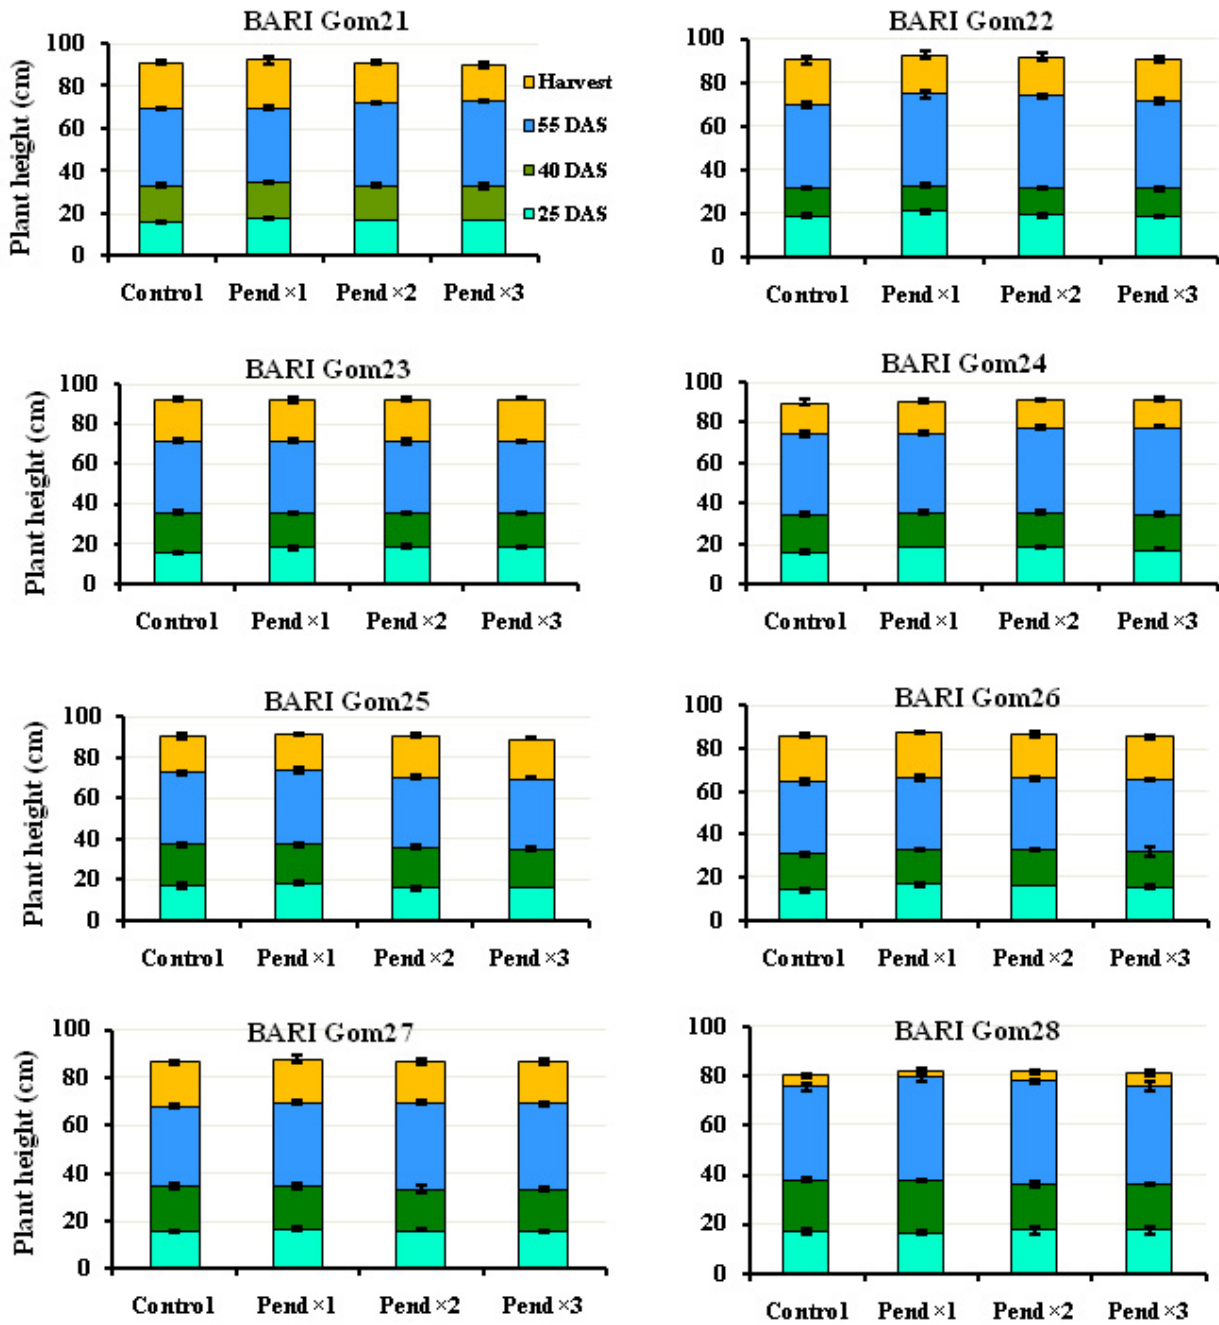 BARI Gom21
Plant height (cm)
100
80
60
40
20
0
Harvest
55 DAS
40 DAS
25 DAS
Control Pend ×1 Pend ×2 Pend ×3
BARI Gom22
100
80
60
40
20
0
Control Pend ×1 Pend ×2 Pend ×3
BARI Gom23
Plant height (cm)
100
80
60
40
20
0
Control Pend ×1 Pend ×2 Pend ×3
BARI Gom24
100
80
60
40
20
0
Control Pend ×1 Pend ×2 Pend ×3
BARI Gom25
Plant height (cm)
100
80
60
40
20
0
Control Pend ×1 Pend ×2 Pend ×3
BARI Gom26
100
80
60
40
20
0
Control Pend ×1 Pend ×2 Pend ×3
BARI Gom27
Plant height (cm)
100
80
60
40
20
0
Control Pend ×1 Pend ×2 Pend ×3
BARI Gom28
100
80
60
40
20
0
Control Pend ×1 Pend ×2 Pend ×3